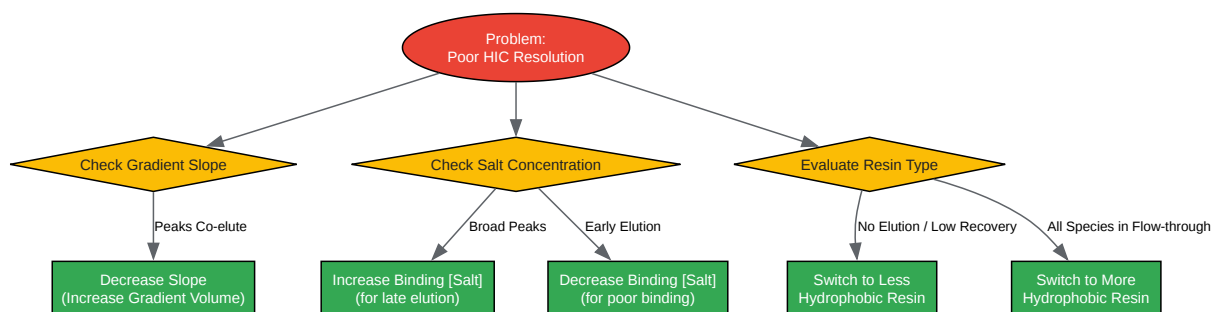 Problem:
Poor HIC Resolution
Check Gradient Slope
Check Salt Concentration
Evaluate Resin Type
Peaks Co-elute
Broad Peaks
Early Elution
No Elution / Low Recovery
All Species in Flow-through
Decrease Slope
(Increase Gradient Volume)
Increase Binding [Salt]
(for late elution)
Decrease Binding [Salt]
(for poor binding)
Switch to Less
Hydrophobic Resin
Switch to More
Hydrophobic Resin